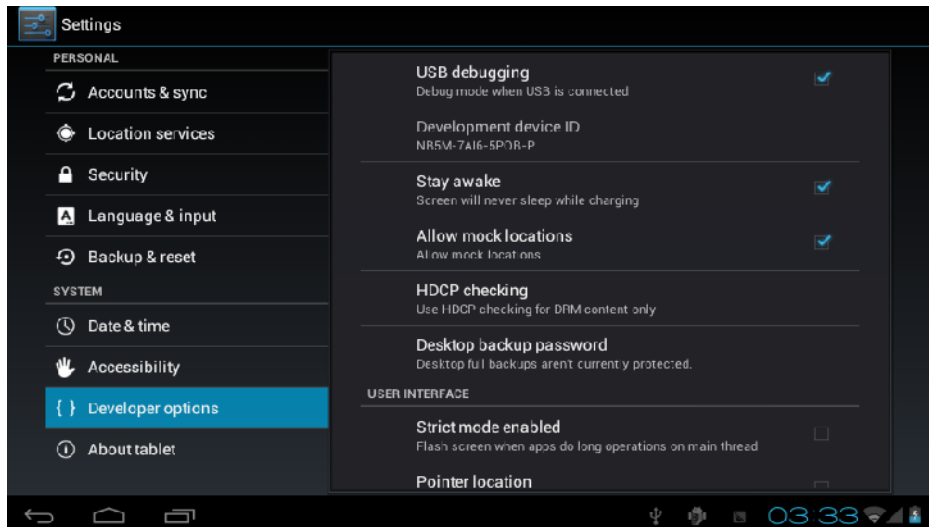 Settings
PERSONAL
Accounts & sync
Location services
Security
Language & input
Backup & reset
SYSTEM
Date & time
Accessibility
Developer options
About tablet
USB debugging
Debug mode when USB is connected
Development device ID
Stay awake
Screen will never sleep while charging
Allow mock locations
Allow mock locations
HDCP checking
Use HDCP checking for DRM content only
Desktop backup password
Desktop full backups aren't currently protected.
USER INTERFACE
Strict mode enabled
Flash screen when apps do long operations on main thread
Pointer location
03:33